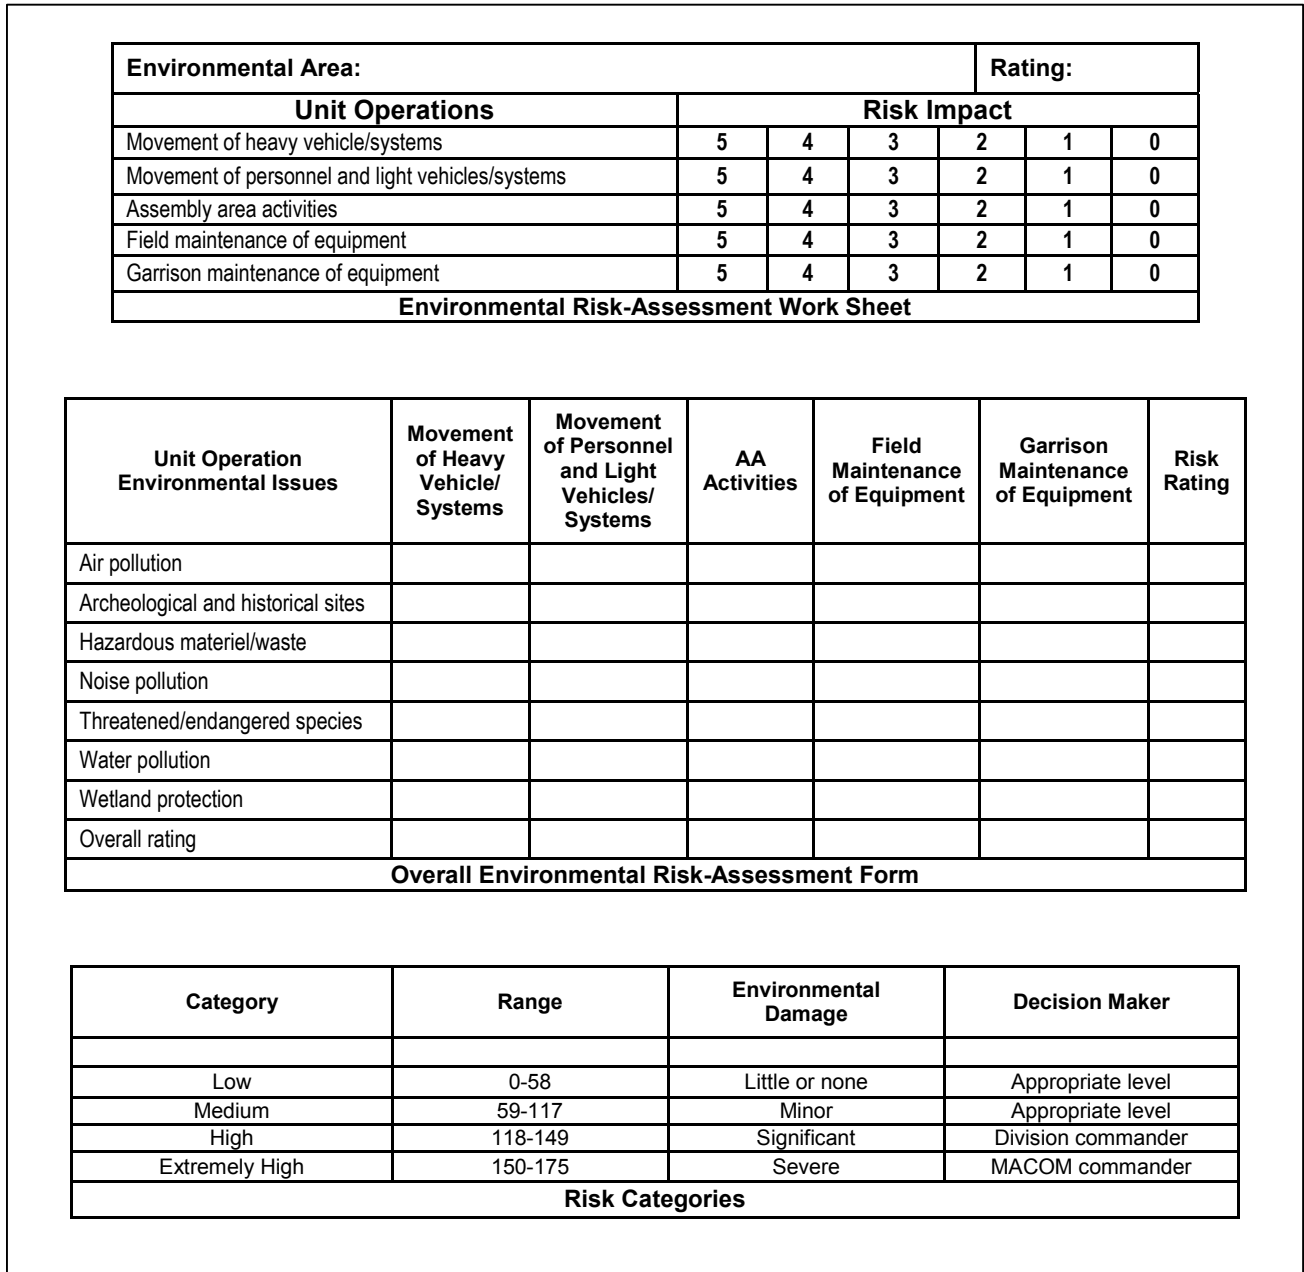 Environmental Area: Rating:
Unit Operations Risk Impact
Movement of heavy vehicle/systems 5 4 3 2 1 0
Movement of personnel and light vehicles/systems 5 4 3 2 1 0
Assembly area activities 5 4 3 2 1 0
Field maintenance of equipment 5 4 3 2 1 0
Garrison maintenance of equipment 5 4 3 2 1 0
Environmental Risk-Assessment Work Sheet
Unit Operation
Environmental Issues
Movement
of Heavy
Vehicle/
Systems
Movement
of Personnel
and Light
Vehicles/
Systems
AA
Activities
Field
Maintenance
of Equipment
Garrison
Maintenance
of Equipment
Risk
Rating
Air pollution
Archeological and historical sites
Hazardous materiel/waste
Noise pollution
Threatened/endangered species
Water pollution
Wetland protection
Overall rating
Overall Environmental Risk-Assessment Form
Category Range Environmental
Damage Decision Maker
Low 0-58 Little or none Appropriate level
Medium 59-117 Minor Appropriate level
High 118-149 Significant Division commander
Extremely High 150-175 Severe MACOM commander
Risk Categories